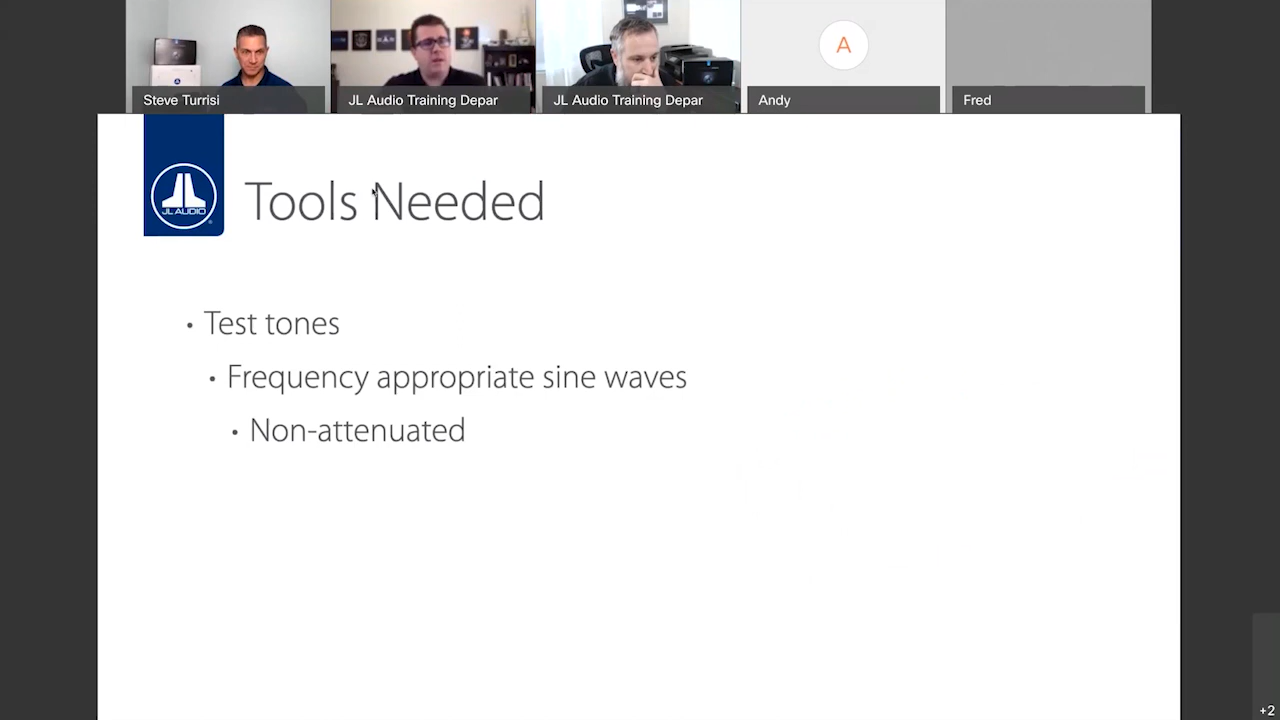 Steve Turrisi
JL Audio Training Depar
JL Audio Training Depar
A
Andy
Fred
JL AUDIO
Tools Needed
• Test tones
• Frequency appropriate sine waves
• Non-attenuated
+2